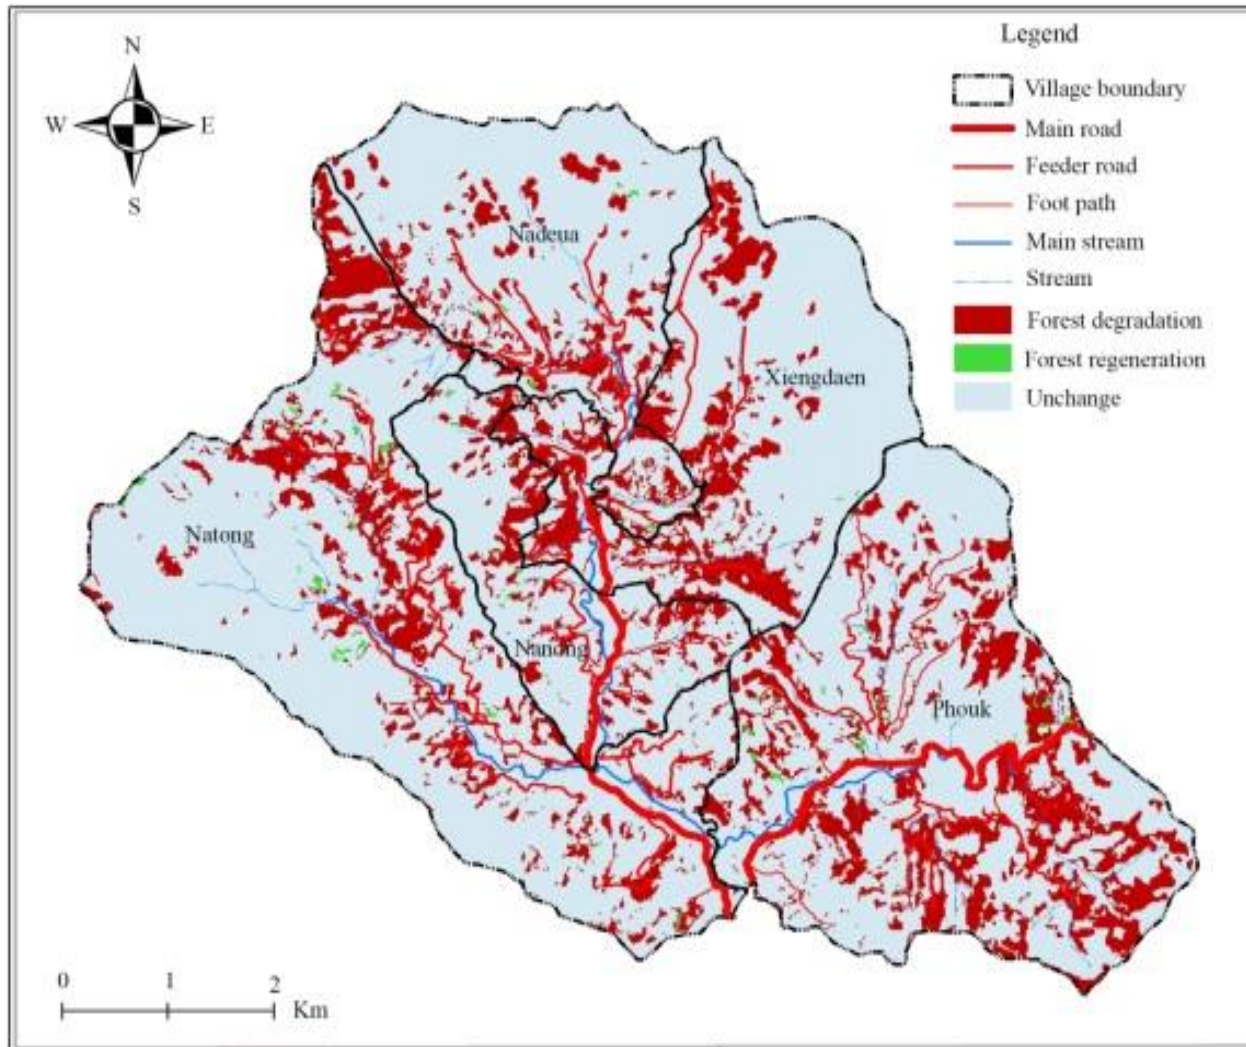 N
W E
S
Legend
Village boundary
Main road
Feeder road
Foot path
Main stream
Stream
Forest degradation
Forest regeneration
Unchange
Nadeua
Xiengdaen
Natong
Nanong
Phouk
0 1 2
Km